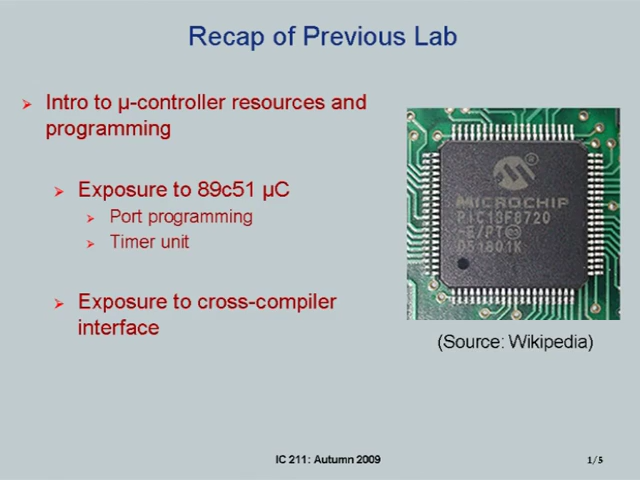 Recap of Previous Lab
Intro to µ-controller resources and
programming
Exposure to 89c51 µC
Port programming
Timer unit
Exposure to cross-compiler
interface
MICROCHIP
PIC18F8720
-E/PT
051801K
(Source: Wikipedia)
IC 211: Autumn 2009
1/5